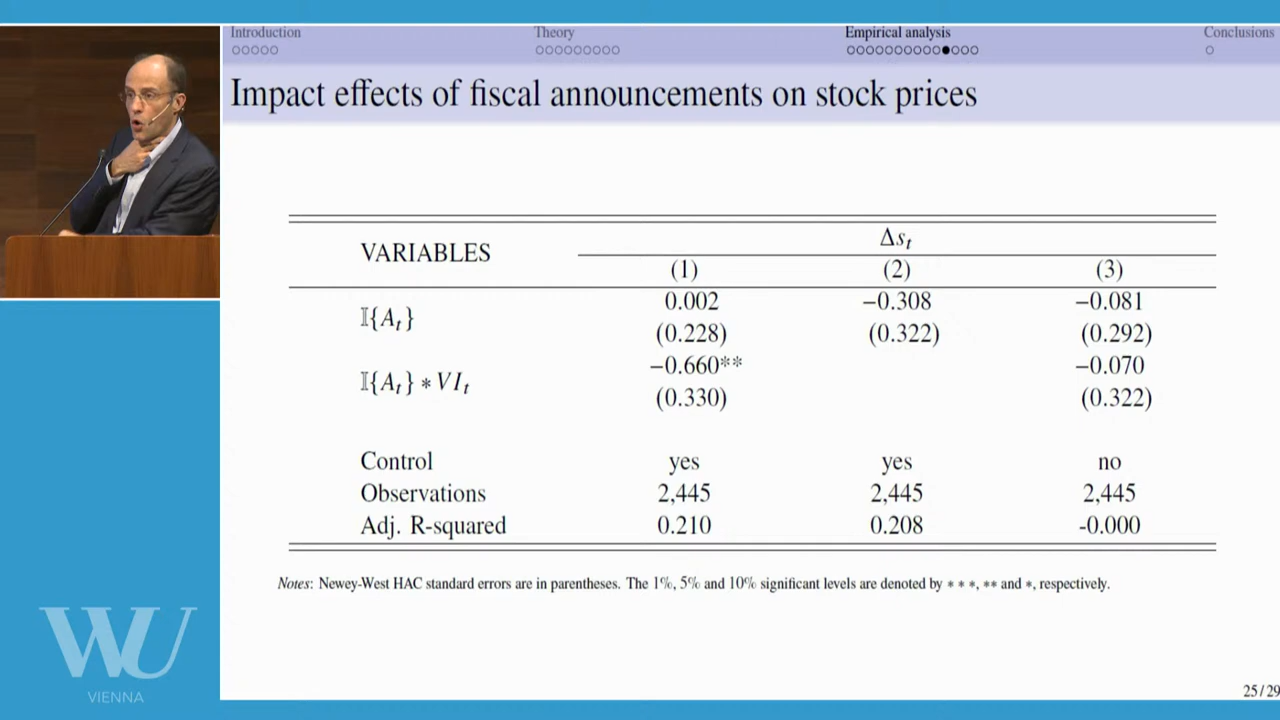 Introduction Theory Empirical analysis Conclusions
Impact effects of fiscal announcements on stock prices
VARIABLES Δsₜ
(1) (2) (3)
𝕀{Aₜ} 0.002 −0.308 −0.081
(0.228) (0.322) (0.292)
𝕀{Aₜ} ∗ VIₜ −0.660** −0.070
(0.330) (0.322)
Control yes yes no
Observations 2,445 2,445 2,445
Adj. R-squared 0.210 0.208 -0.000
Notes: Newey-West HAC standard errors are in parentheses. The 1%, 5% and 10% significant levels are denoted by ∗ ∗ ∗, ∗∗ and ∗, respectively.
WU
VIENNA
25 / 29